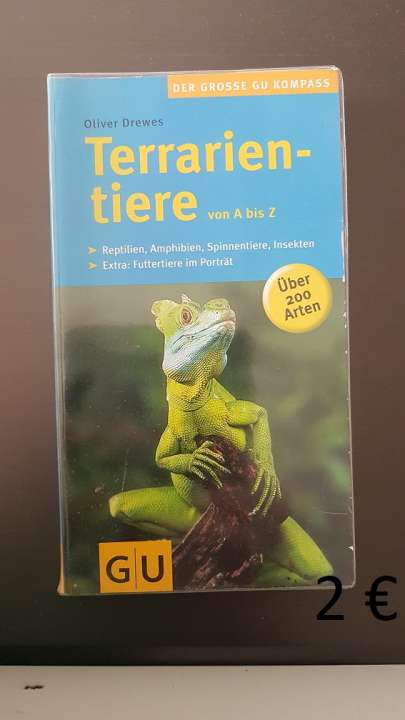 DER GROSSE GU KOMPASS
Oliver Drewes
Terrarien-
tiere von A bis Z
➤ Reptilien, Amphibien, Spinnentiere, Insekten
➤ Extra: Futtertiere im Porträt
Über
200
Arten
G|U
2 €